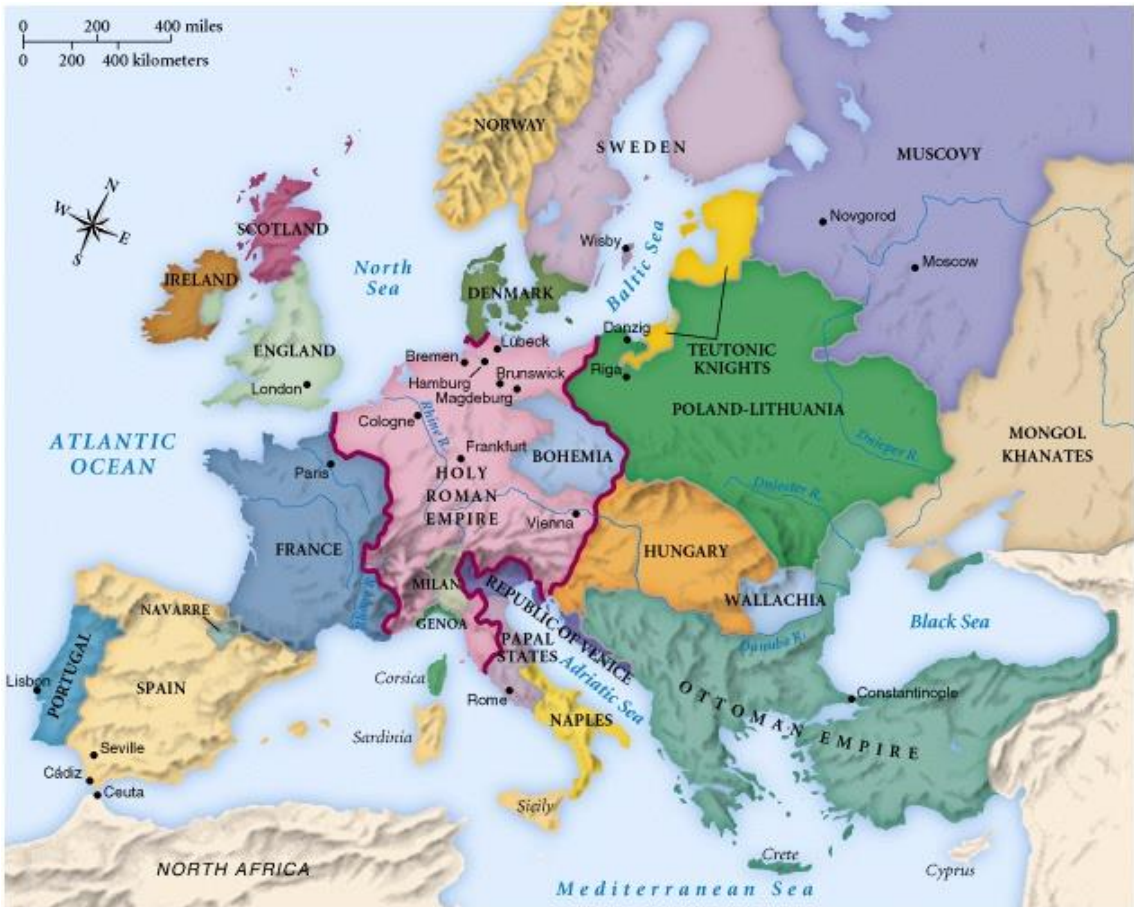 0 200 400 miles
0 200 400 kilometers
N
W
E
S
NORWAY
SWEDEN
MUSCOVY
Novgorod
Moscow
SCOTLAND
North
Sea
Wisby
Baltic Sea
IRELAND
DENMARK
ENGLAND
London
Lübeck
Bremen
Hamburg
Brunswick
Magdeburg
Danzig
Riga
TEUTONIC
KNIGHTS
POLAND-LITHUANIA
Cologne
Rhine R.
Frankfurt
BOHEMIA
Dnieper R.
MONGOL
KHANATES
ATLANTIC
OCEAN
Paris
HOLY
ROMAN
EMPIRE
Vienna
Dniester R.
FRANCE
HUNGARY
MILAN
REPUBLIC OF VENICE
WALLACHIA
Black Sea
NAVARRE
GENOA
PAPAL
STATES
Danube R.
Adriatic Sea
PORTUGAL
Lisbon
SPAIN
Corsica
Rome
Constantinople
OTTOMAN EMPIRE
NAPLES
Sardinia
Seville
Cádiz
Ceuta
Sicily
NORTH AFRICA
Crete
Cyprus
Mediterranean Sea